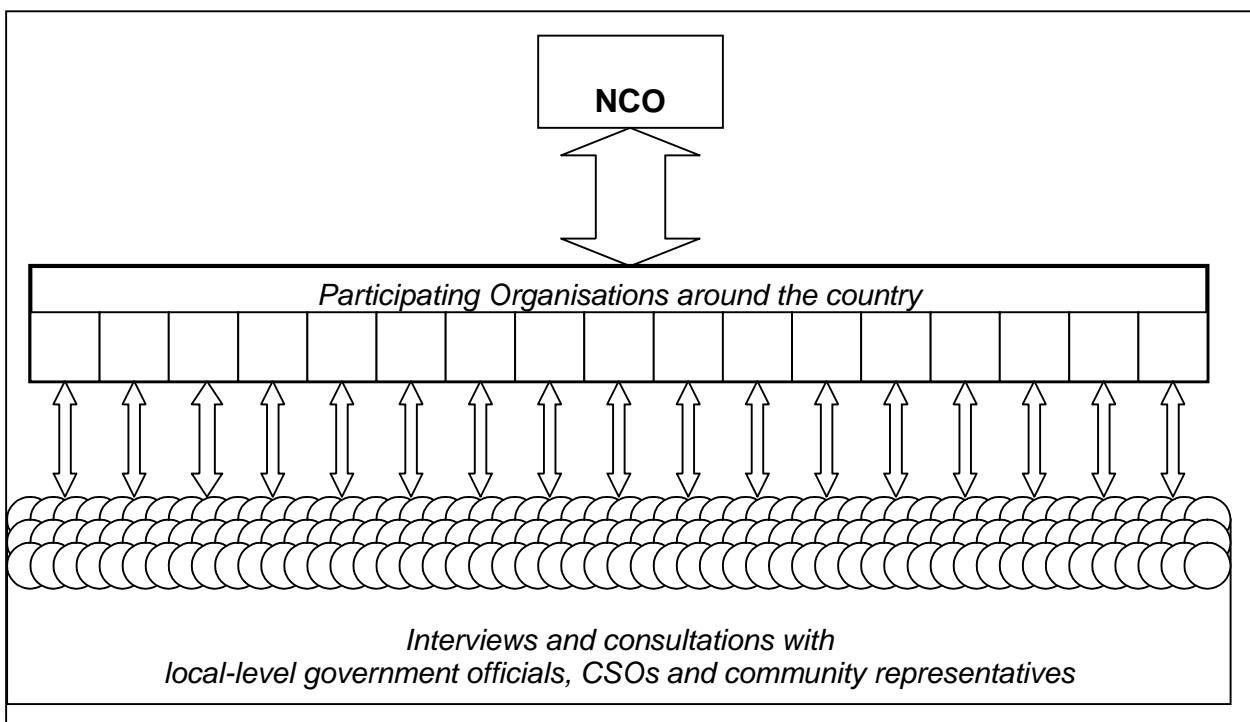 NCO
Participating Organisations around the country
Interviews and consultations with
local-level government officials, CSOs and community representatives